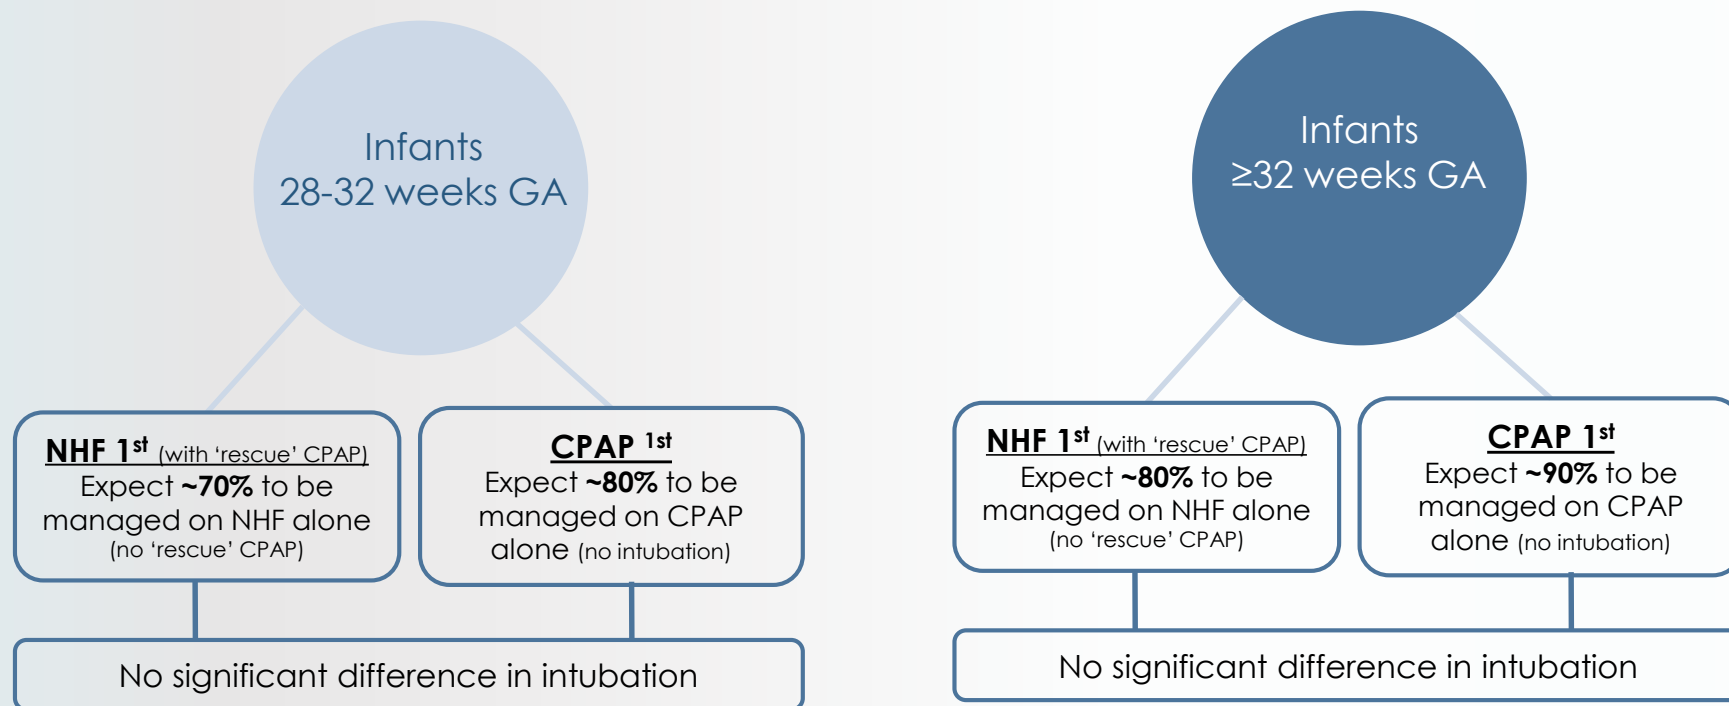 Infants
28-32 weeks GA
NHF 1st (with ‘rescue’ CPAP)
Expect ~70% to be
managed on NHF alone
(no ‘rescue’ CPAP)
CPAP 1st
Expect ~80% to be
managed on CPAP
alone (no intubation)
No significant difference in intubation
Infants
≥32 weeks GA
NHF 1st (with ‘rescue’ CPAP)
Expect ~80% to be
managed on NHF alone
(no ‘rescue’ CPAP)
CPAP 1st
Expect ~90% to be
managed on CPAP
alone (no intubation)
No significant difference in intubation